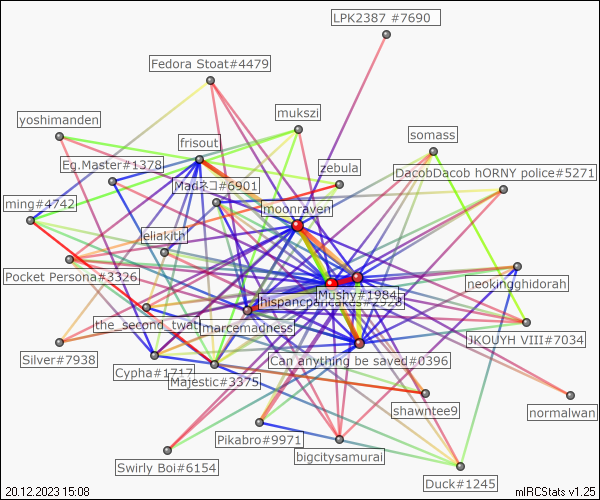 LPK2387 #7690
Fedora Stoat#4479
mukszi
yoshimanden
frisout
somass
Eg.Master#1378
zebula
DacobDacob hORNY police#5271
Madネコ#6901
ming#4742
moonraven
eliakith
Pocket Persona#3326
neokingghidorah
Mushy#1984
hispanicpancakes#2928
the_second_twat
marcemadness
JKOUYH VIII#7034
Silver#7938
Can anything be saved#0396
Cypha#1717
Majestic#3375
shawntee9
normalwan
Pikabro#9971
bigcitysamurai
Swirly Boi#6154
Duck#1245
20.12.2023 15:08
mIRCStats v1.25